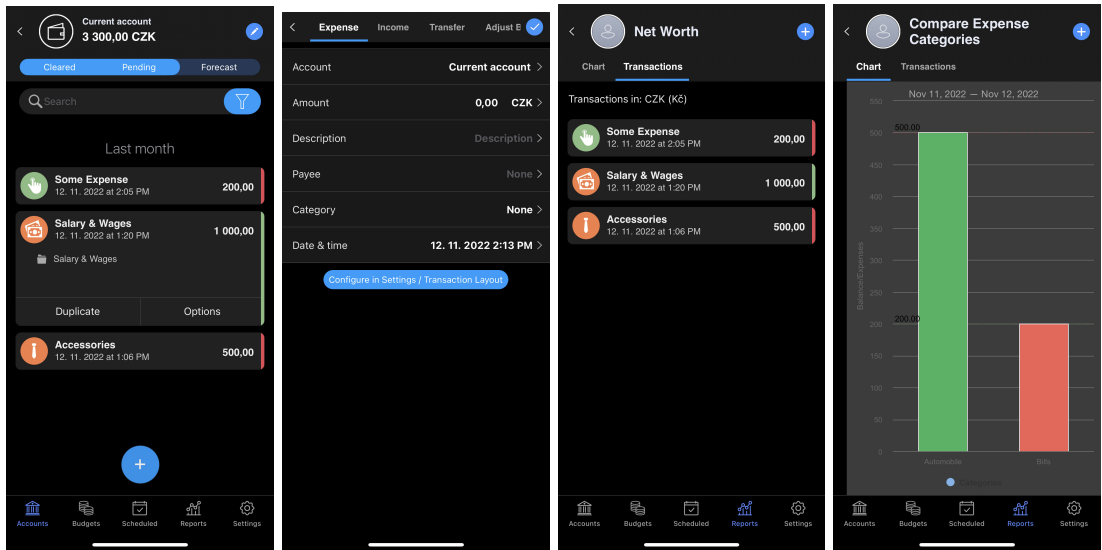 Current account
3 300,00 CZK
Cleared
Pending
Forecast
Search
Last month
Some Expense
12. 11. 2022 at 2:05 PM
200,00
Salary & Wages
12. 11. 2022 at 1:20 PM
1 000,00
Salary & Wages
Duplicate
Options
Accessories
12. 11. 2022 at 1:06 PM
500,00
+
Accounts
Budgets
Scheduled
Reports
Settings
Expense
Income
Transfer
Adjust B
Account
Current account >
Amount
0,00 CZK >
Description
Description >
Payee
None >
Category
None >
Date & time
12. 11. 2022 2:13 PM >
Configure in Settings / Transaction Layout
Net Worth
Chart
Transactions
Transactions in: CZK (Kč)
Some Expense
12. 11. 2022 at 2:05 PM
200,00
Salary & Wages
12. 11. 2022 at 1:20 PM
1 000,00
Accessories
12. 11. 2022 at 1:06 PM
500,00
Accounts
Budgets
Scheduled
Reports
Settings
Compare Expense
Categories
Chart
Transactions
Nov 11, 2022 — Nov 12, 2022
550
500
500.00
450
400
350
300
250
200
200.00
150
100
50
0
Balance/Expenses
Automobile
Bills
Categories
Accounts
Budgets
Scheduled
Reports
Settings